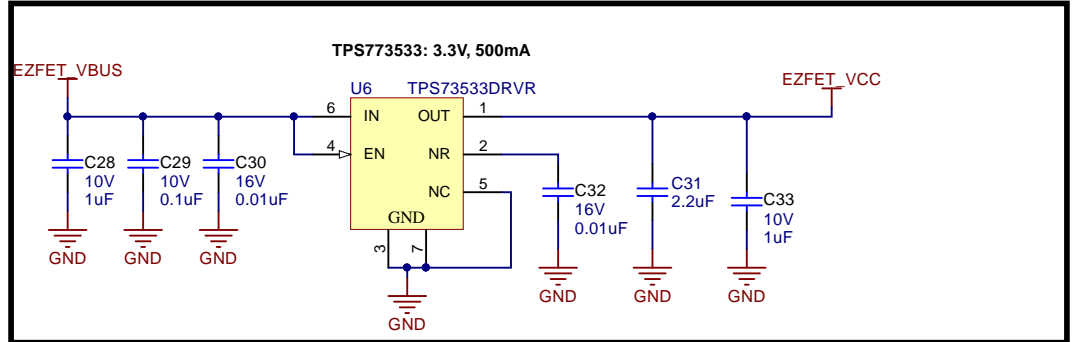 TPS773533: 3.3V, 500mA
EZFET_VBUS
EZFET_VCC
U6
TPS73533DRVR
6
IN
OUT
1
4
EN
NR
2
NC
5
GND
3
7
GND
C28
10V
1uF
GND
C29
10V
0.1uF
GND
C30
16V
0.01uF
GND
C32
16V
0.01uF
GND
C31
2.2uF
GND
C33
10V
1uF
GND